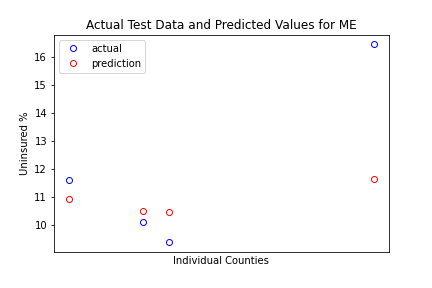 Actual Test Data and Predicted Values for ME
actual
prediction
16
15
14
13
12
11
10
Uninsured %
Individual Counties